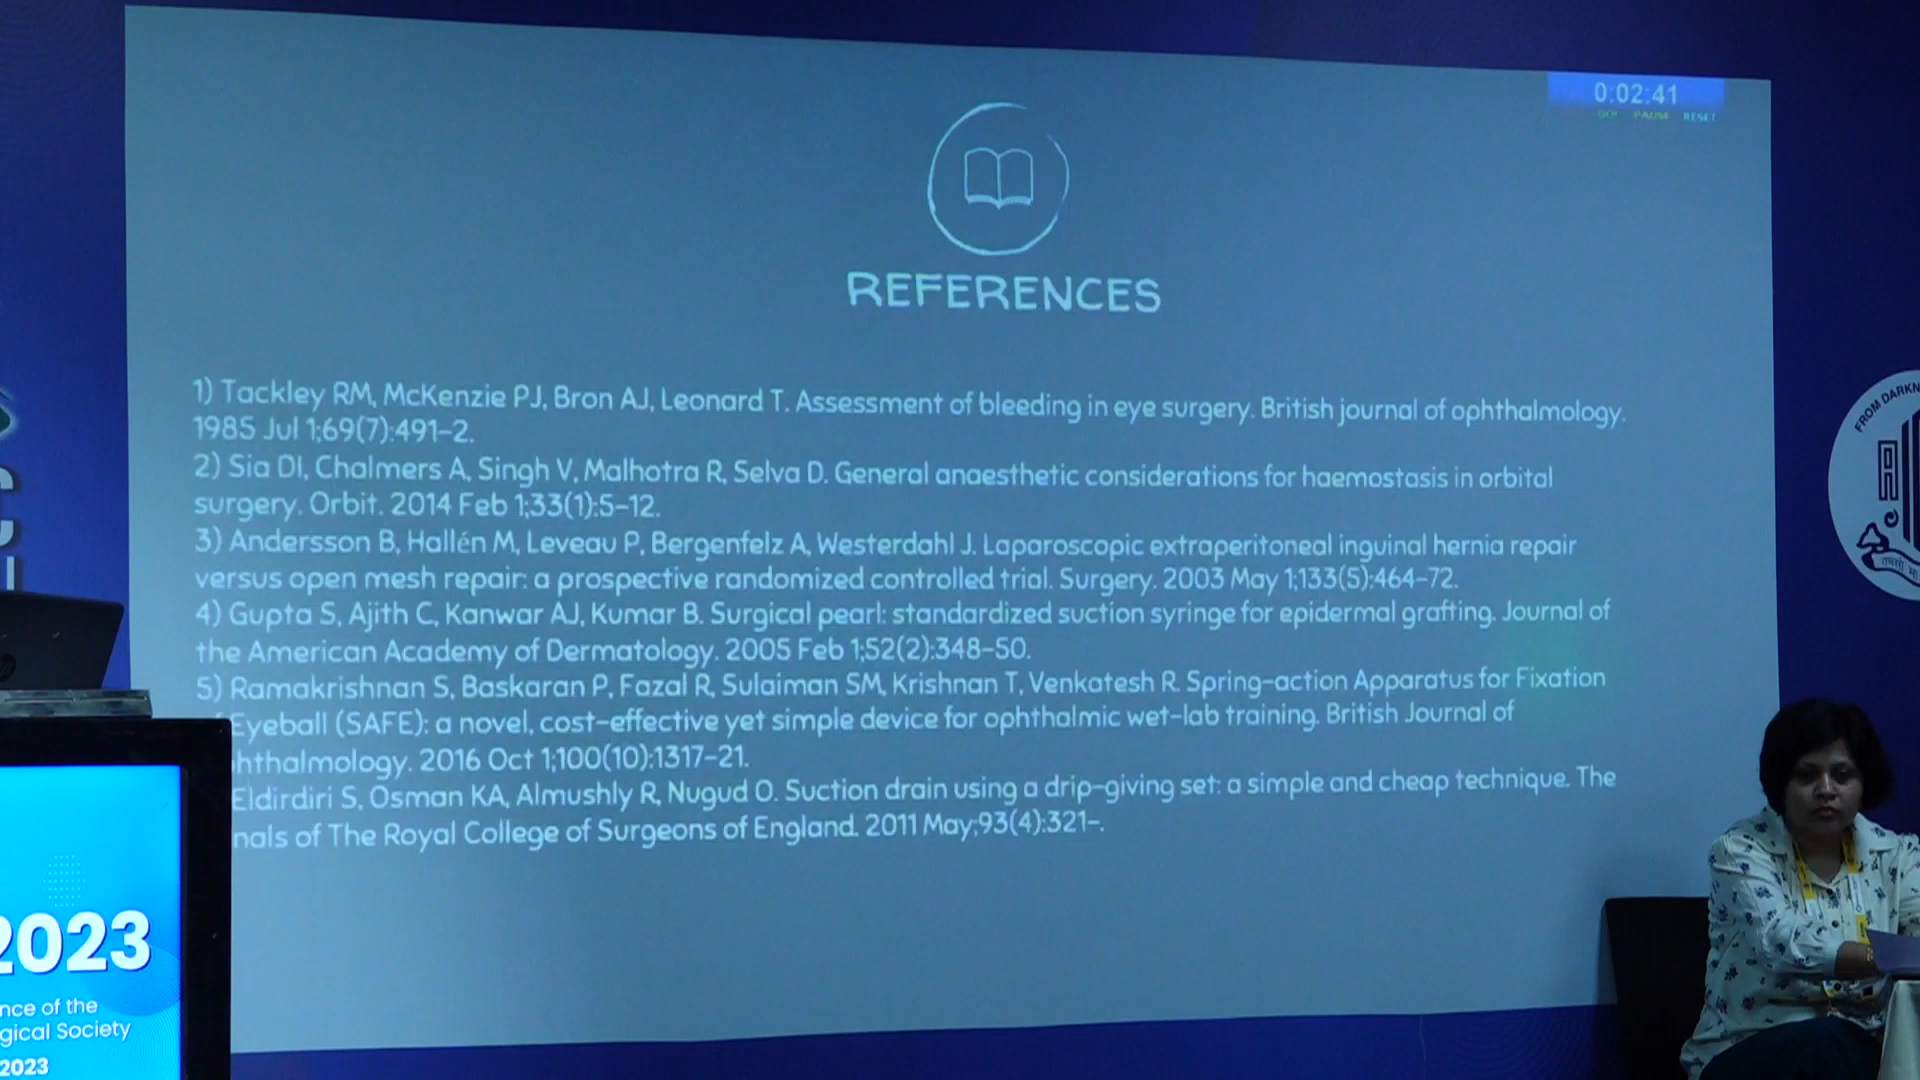 0:02:41
GO! PAUSE RESET
REFERENCES
1) Tackley RM, McKenzie PJ, Bron AJ, Leonard T. Assessment of bleeding in eye surgery. British journal of ophthalmology.
1985 Jul 1;69(7):491-2.
2) Sia DI, Chalmers A, Singh V, Malhotra R, Selva D. General anaesthetic considerations for haemostasis in orbital
surgery. Orbit. 2014 Feb 1;33(1):5-12.
3) Andersson B, Hallén M, Leveau P, Bergenfelz A, Westerdahl J. Laparoscopic extraperitoneal inguinal hernia repair
versus open mesh repair: a prospective randomized controlled trial. Surgery. 2003 May 1;133(5):464-72.
4) Gupta S, Ajith C, Kanwar AJ, Kumar B. Surgical pearl: standardized suction syringe for epidermal grafting. Journal of
the American Academy of Dermatology. 2005 Feb 1;52(2):348-50.
5) Ramakrishnan S, Baskaran P, Fazal R, Sulaiman SM, Krishnan T, Venkatesh R. Spring-action Apparatus for Fixation
Eyeball (SAFE): a novel, cost-effective yet simple device for ophthalmic wet-lab training. British Journal of
hthalmology. 2016 Oct 1;100(10):1317-21.
Eldirdiri S, Osman KA, Almushly R, Nugud O. Suction drain using a drip-giving set: a simple and cheap technique. The
nals of The Royal College of Surgeons of England. 2011 May;93(4):321-.
FROM DARKN
2023
nce of the
gical Society
2023